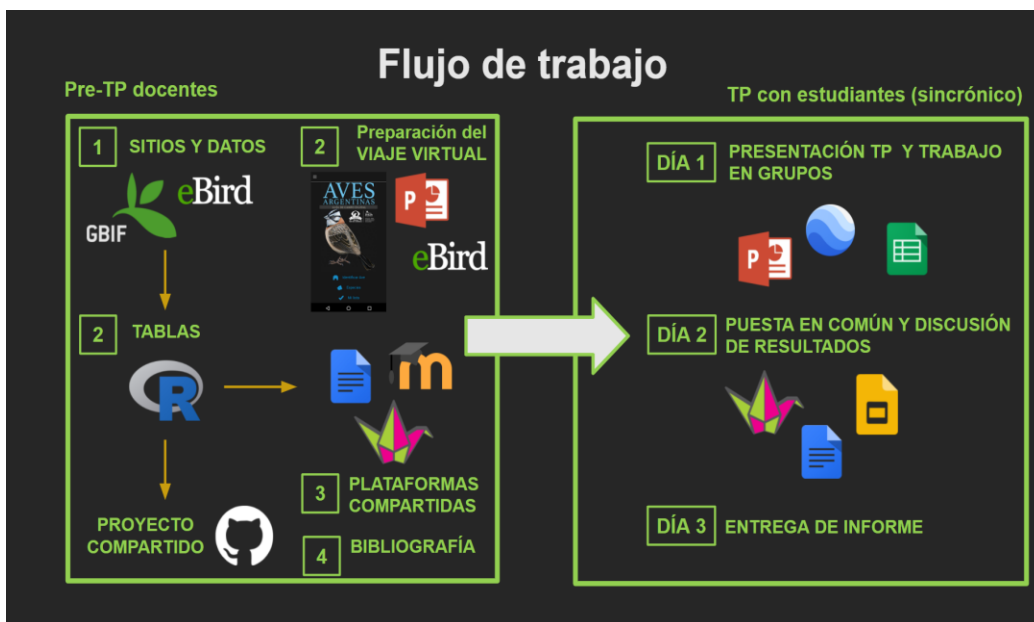 Flujo de trabajo
Pre-TP docentes
1 SITIOS Y DATOS
GBIF
eBird
2 Preparación del
VIAJE VIRTUAL
AVES
ARGENTINAS
P
eBird
2 TABLAS
R
m
PROYECTO
COMPARTIDO
3 PLATAFORMAS
COMPARTIDAS
4 BIBLIOGRAFÍA
TP con estudiantes (sincrónico)
DÍA 1 PRESENTACIÓN TP Y TRABAJO
EN GRUPOS
P
DÍA 2 PUESTA EN COMÚN Y DISCUSIÓN
DE RESULTADOS
DÍA 3 ENTREGA DE INFORME